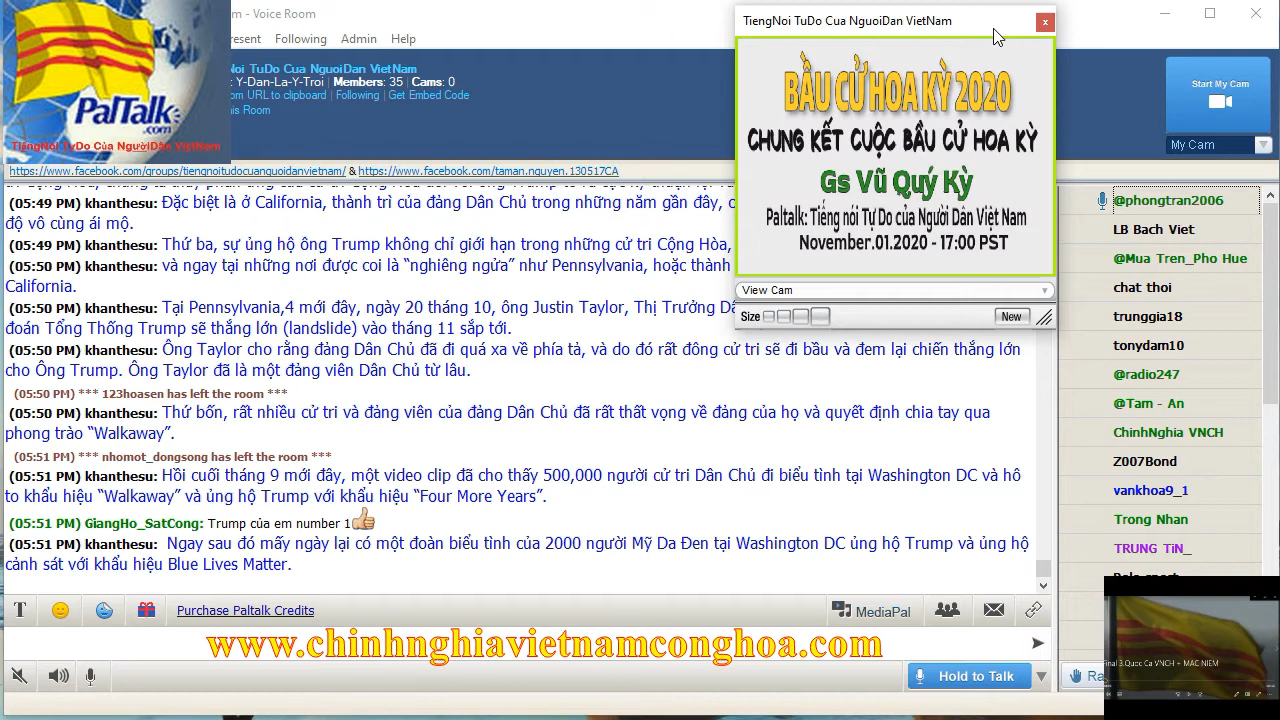 m - Voice Room
TiengNoi TuDo Cua NguoiDan VietNam
esent Following Admin Help
Noi TuDo Cua NguoiDan VietNam
: Y-Dan-La-Y-Troi | Members: 35 | Cams: 0
om URL to clipboard | Following | Get Embed Code
his Room
PalTalk
.com
TiếngNói TựDo Của NgườiDân ViệtNam
Start My Cam
My Cam
BẦU CỬ HOA KỲ 2020
CHUNG KẾT CUỘC BẦU CỬ HOA KỲ
Gs Vũ Quý Kỳ
Paltalk: Tiếng nói Tự Do của Người Dân Việt Nam
November.01.2020 - 17:00 PST
View Cam
Size
New
https://www.facebook.com/groups/tiengnoitudocuanguoidanvietnam/ & https://www.facebook.com/taman.nguyen.130517CA
(05:49 PM) khanthesu: Đặc biệt là ở California, thành trì của đảng Dân Chủ trong những năm gần đây, c
độ vô cùng ái mộ.
(05:49 PM) khanthesu: Thứ ba, sự ủng hộ ông Trump không chỉ giới hạn trong những cử tri Cộng Hòa,
(05:50 PM) khanthesu: và ngay tại những nơi được coi là “nghiêng ngửa” như Pennsylvania, hoặc thành
California.
(05:50 PM) khanthesu: Tại Pennsylvania,4 mới đây, ngày 20 tháng 10, ông Justin Taylor, Thị Trưởng Dâ
đoán Tổng Thống Trump sẽ thắng lớn (landslide) vào tháng 11 sắp tới.
(05:50 PM) khanthesu: Ông Taylor cho rằng đảng Dân Chủ đã đi quá xa về phía tả, và do đó rất đông cử tri sẽ đi bầu và đem lại chiến thắng lớn
cho Ông Trump. Ông Taylor đã là một đảng viên Dân Chủ từ lâu.
(05:50 PM) *** 123hoasen has left the room ***
(05:50 PM) khanthesu: Thứ bốn, rất nhiều cử tri và đảng viên của đảng Dân Chủ đã rất thất vọng về đảng của họ và quyết định chia tay qua
phong trào “Walkaway”.
(05:51 PM) *** nhomot_dongsong has left the room ***
(05:51 PM) khanthesu: Hồi cuối tháng 9 mới đây, một video clip đã cho thấy 500,000 người cử tri Dân Chủ đi biểu tình tại Washington DC và hô
to khẩu hiệu “Walkaway” và ủng hộ Trump với khẩu hiệu “Four More Years”.
(05:51 PM) GiangHo_SatCong: Trump của em number 1
(05:51 PM) khanthesu: Ngay sau đó mấy ngày lại có một đoàn biểu tình của 2000 người Mỹ Da Đen tại Washington DC ủng hộ Trump và ủng hộ
cảnh sát với khẩu hiệu Blue Lives Matter.
@phongtran2006
LB Bach Viet
@Mua Tren_Pho Hue
chat thoi
trunggia18
tonydam10
@radio247
@Tam - An
ChinhNghia VNCH
Z007Bond
vankhoa9_1
Trong Nhan
TRUNG TiN_
Purchase Paltalk Credits
MediaPal
www.chinhnghiavietnamconghoa.com
Hold to Talk
Ra
Final 3.Quoc Ca VNCH + MAC NIEM